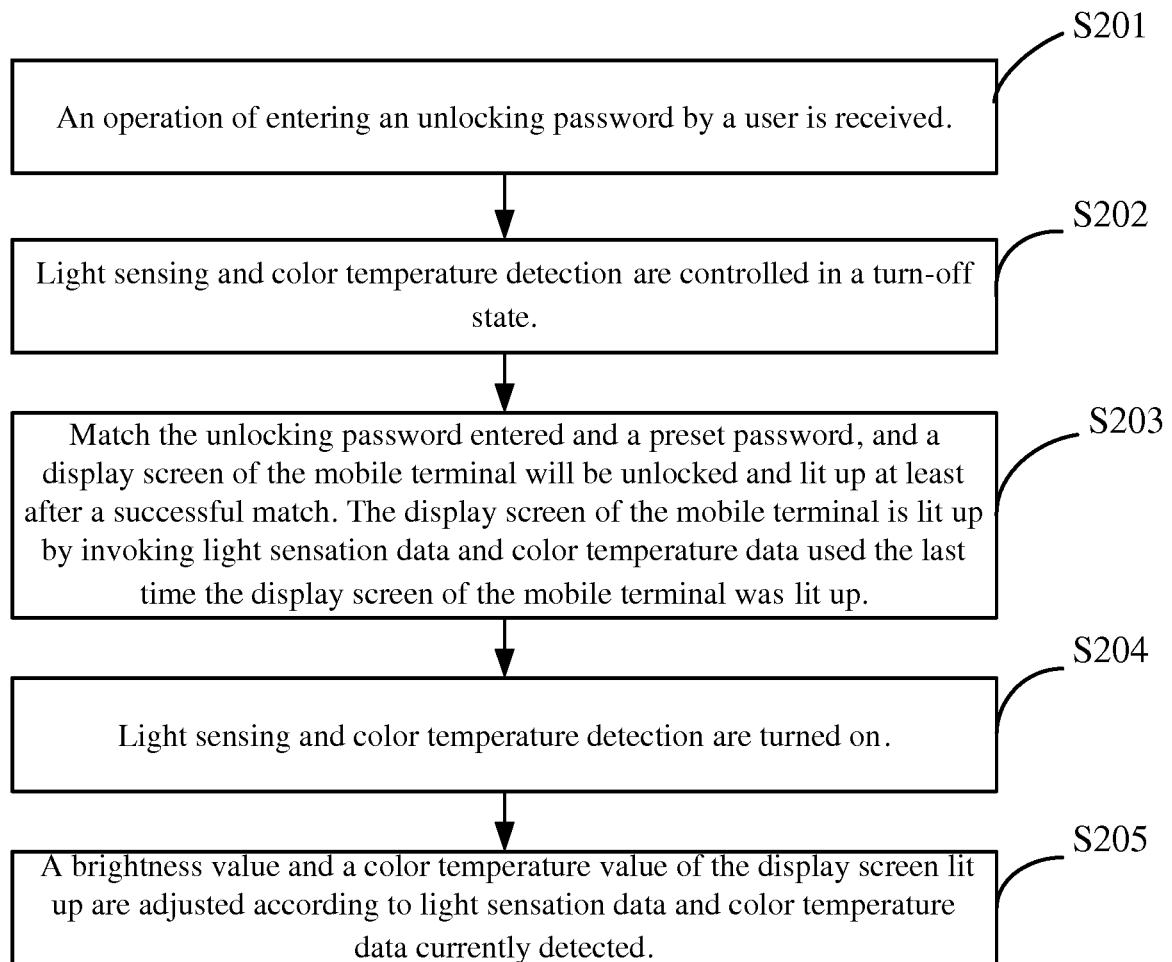 S201
An operation of entering an unlocking password by a user is received.
S202
Light sensing and color temperature detection are controlled in a turn-off
state.
S203
Match the unlocking password entered and a preset password, and a
display screen of the mobile terminal will be unlocked and lit up at least
after a successful match. The display screen of the mobile terminal is lit up
by invoking light sensation data and color temperature data used the last
time the display screen of the mobile terminal was lit up.
S204
Light sensing and color temperature detection are turned on.
S205
A brightness value and a color temperature value of the display screen lit
up are adjusted according to light sensation data and color temperature
data currently detected.